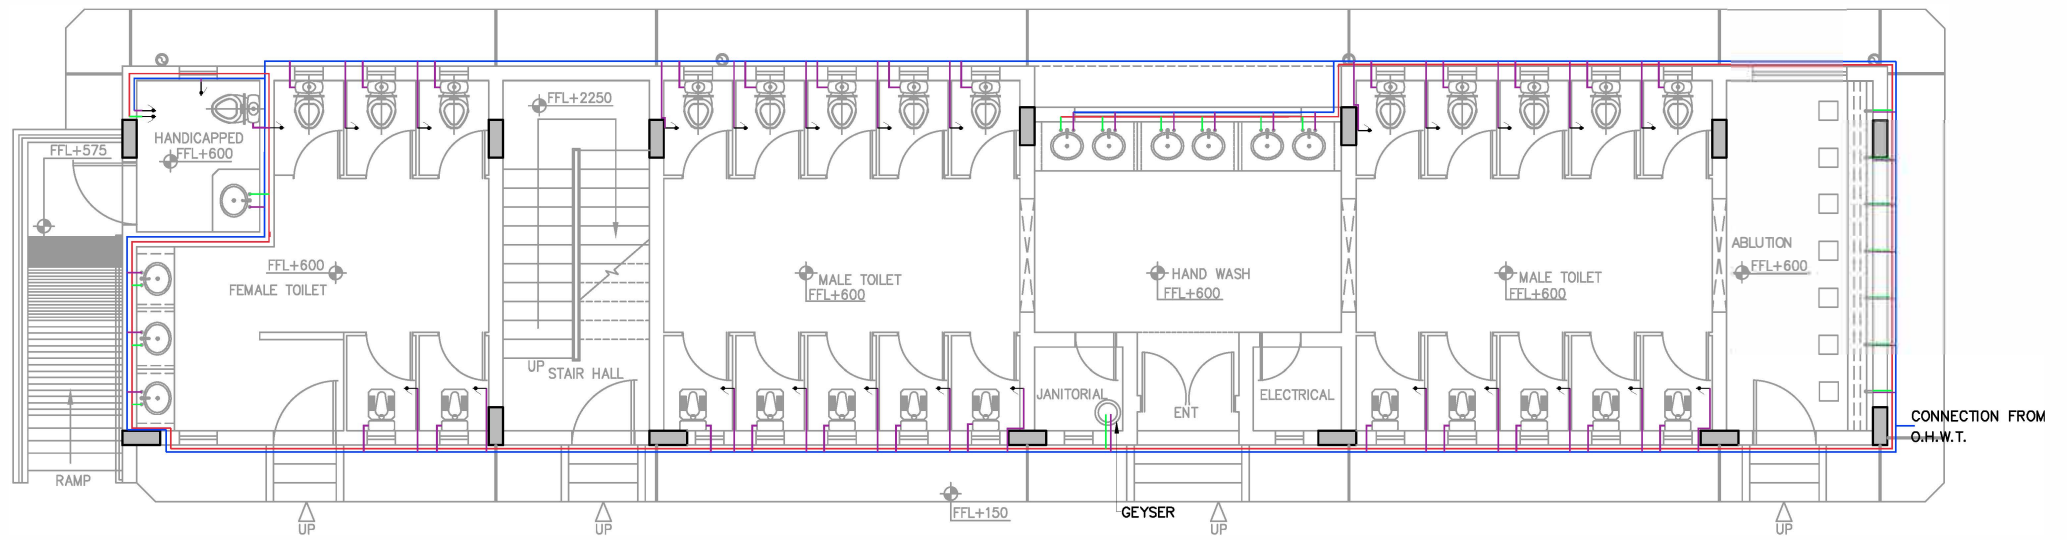 FFL+2250
HANDICAPPED
FFL+600
FFL+575
ABLUTION
FFL+600
FFL+600
FEMALE TOILET
MALE TOILET
FFL+600
HAND WASH
FFL+600
MALE TOILET
FFL+600
UP
STAIR HALL
JANITORIAL
ENT
ELECTRICAL
CONNECTION FROM
O.H.W.T.
RAMP
FFL+150
GEYSER
UP
UP
UP
UP